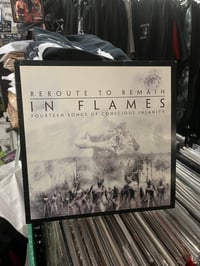 REROUTE TO REMAIN
IN FLAMES
FOURTEEN SONGS OF CONSCIOUS INSANITY